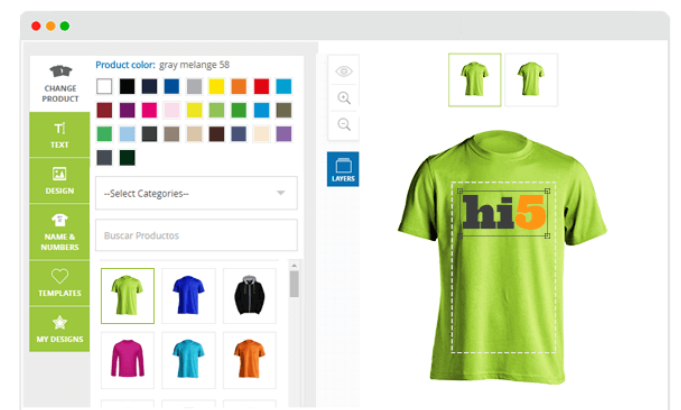 Product color: gray melange 58
CHANGE
PRODUCT
T|
TEXT
DESIGN
NAME &
NUMBERS
TEMPLATES
MY DESIGNS
--Select Categories--
Buscar Productos
LAYERS
hi5